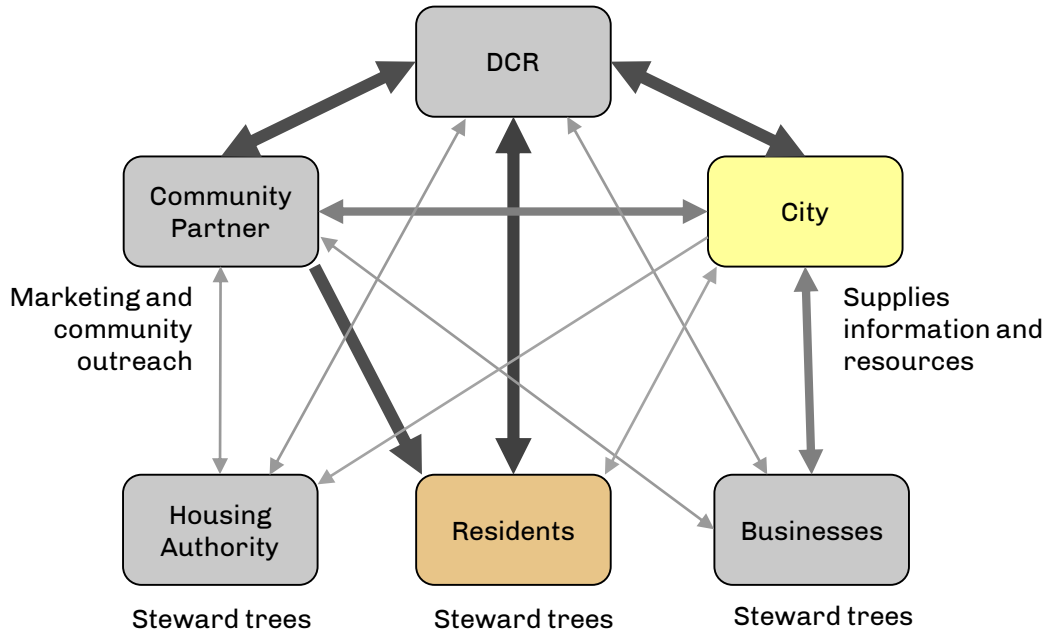 DCR
Community
Partner
City
Marketing and
community
outreach
Supplies
information and
resources
Housing
Authority
Residents
Businesses
Steward trees
Steward trees
Steward trees